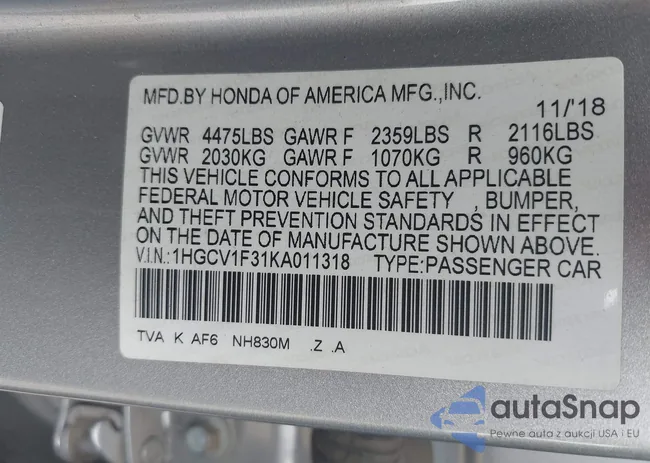 MFD.BY HONDA OF AMERICA MFG.,INC.
11/'18
GVWR 4475LBS GAWR F 2359LBS R 2116LBS
GVWR 2030KG GAWR F 1070KG R 960KG
THIS VEHICLE CONFORMS TO ALL APPLICABLE
FEDERAL MOTOR VEHICLE SAFETY , BUMPER,
AND THEFT PREVENTION STANDARDS IN EFFECT
ON THE DATE OF MANUFACTURE SHOWN ABOVE.
V.I.N.:1HGCV1F31KA011318 TYPE:PASSENGER CAR
TVA K AF6 NH830M .Z .A
autaSnap
Pewne auta z aukcji USA i EU